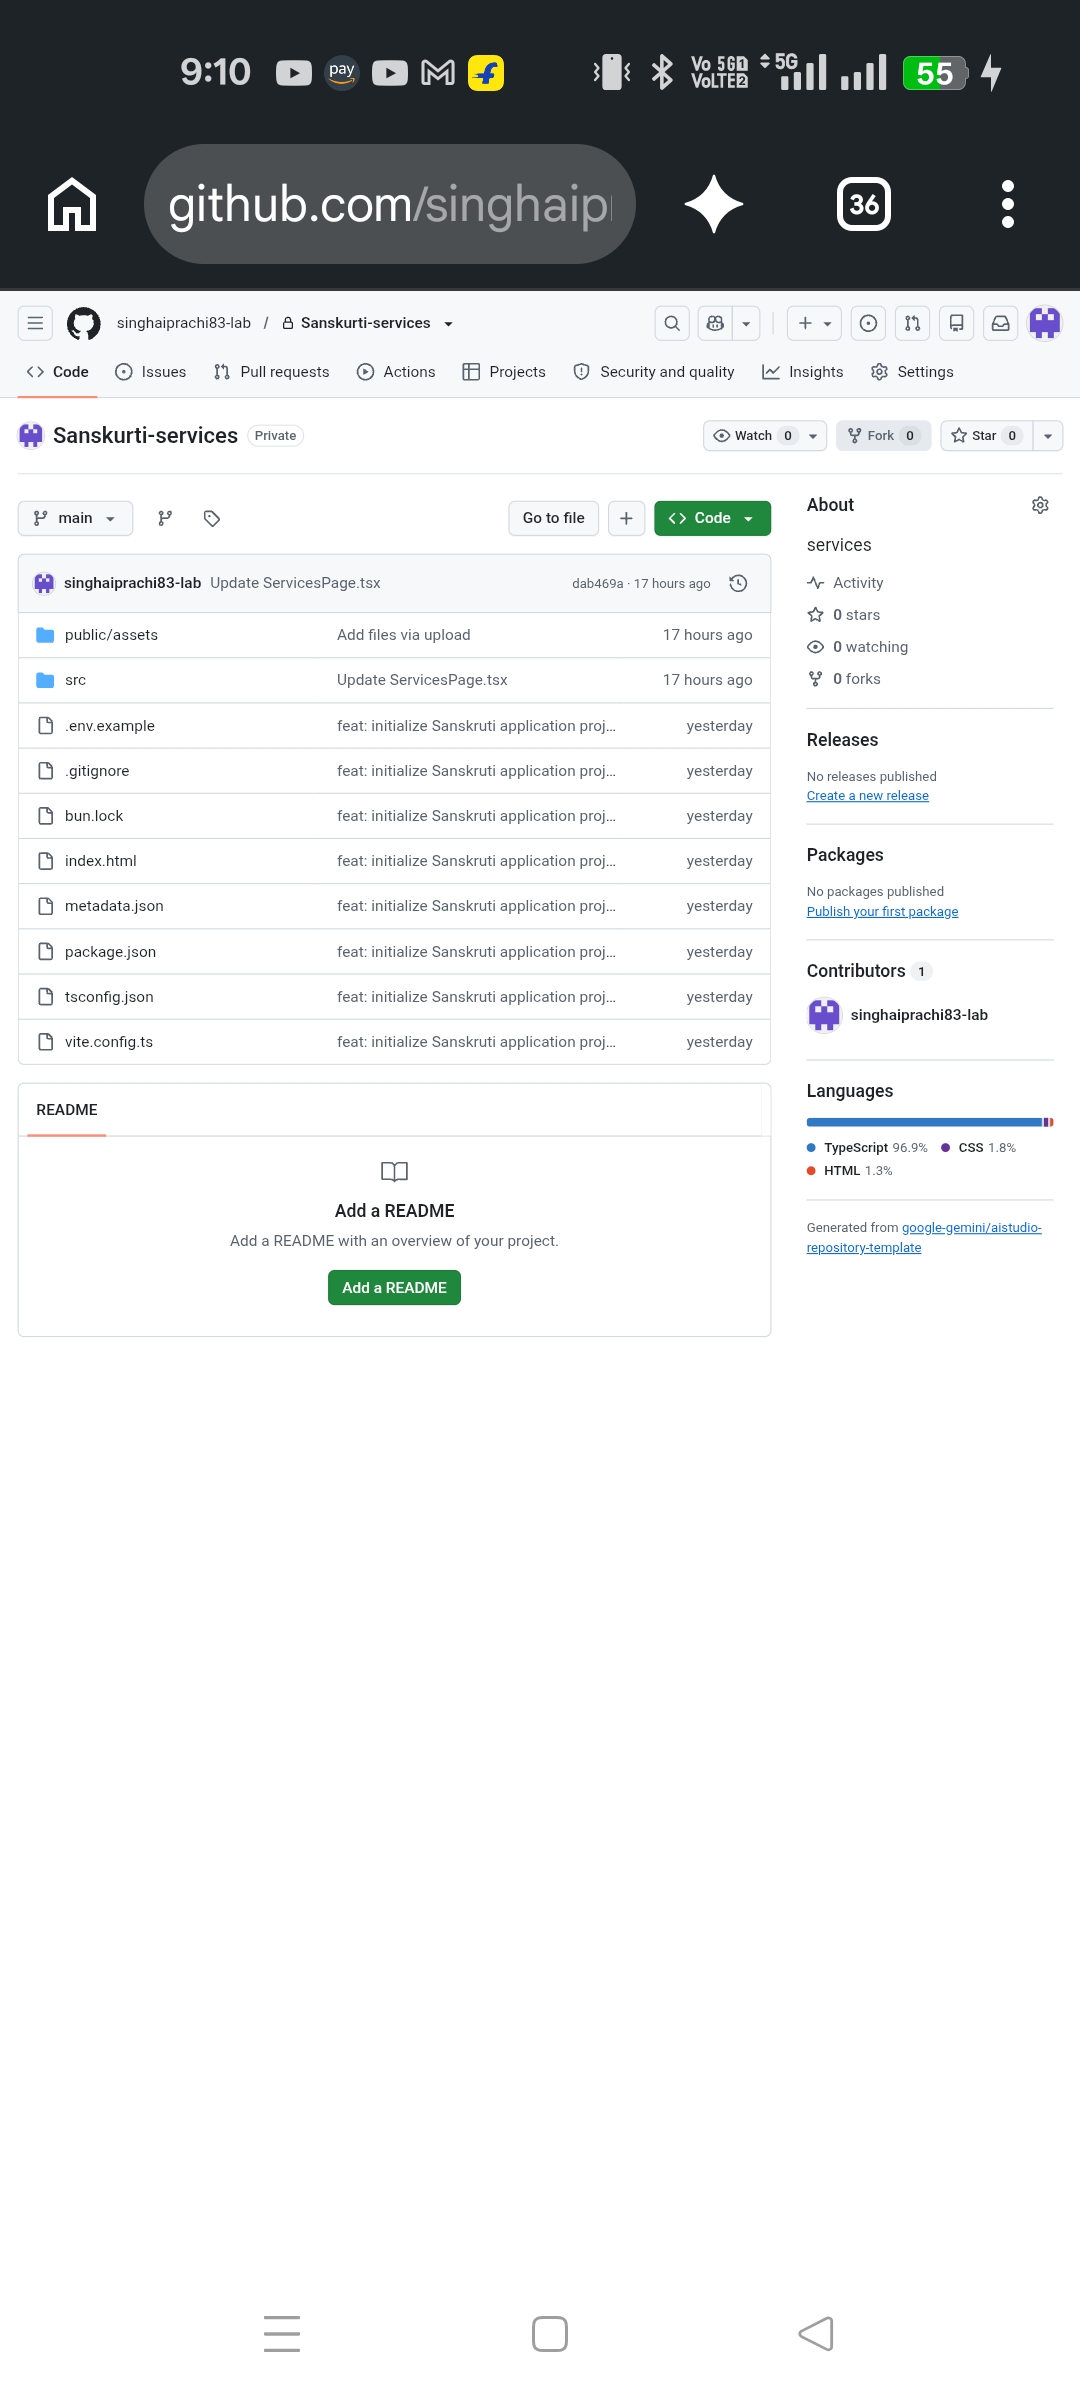 9:10 pay Vo 5G1 VoLTE2 5G 55
github.com/singhaip
36
singhaiprachi83-lab / Sanskurti-services
Code Issues Pull requests Actions Projects Security and quality Insights Settings
Sanskurti-services Private Watch 0 Fork 0 Star 0
main Go to file Code
singhaiprachi83-lab Update ServicesPage.tsx dab469a · 17 hours ago
public/assets Add files via upload 17 hours ago
src Update ServicesPage.tsx 17 hours ago
.env.example feat: initialize Sanskruti application proj... yesterday
.gitignore feat: initialize Sanskruti application proj... yesterday
bun.lock feat: initialize Sanskruti application proj... yesterday
index.html feat: initialize Sanskruti application proj... yesterday
metadata.json feat: initialize Sanskruti application proj... yesterday
package.json feat: initialize Sanskruti application proj... yesterday
tsconfig.json feat: initialize Sanskruti application proj... yesterday
vite.config.ts feat: initialize Sanskruti application proj... yesterday
README
Add a README
Add a README with an overview of your project.
Add a README
About
services
Activity
0 stars
0 watching
0 forks
Releases
No releases published
Create a new release
Packages
No packages published
Publish your first package
Contributors 1
singhaiprachi83-lab
Languages
TypeScript 96.9% CSS 1.8%
HTML 1.3%
Generated from google-gemini/aistudio-
repository-template